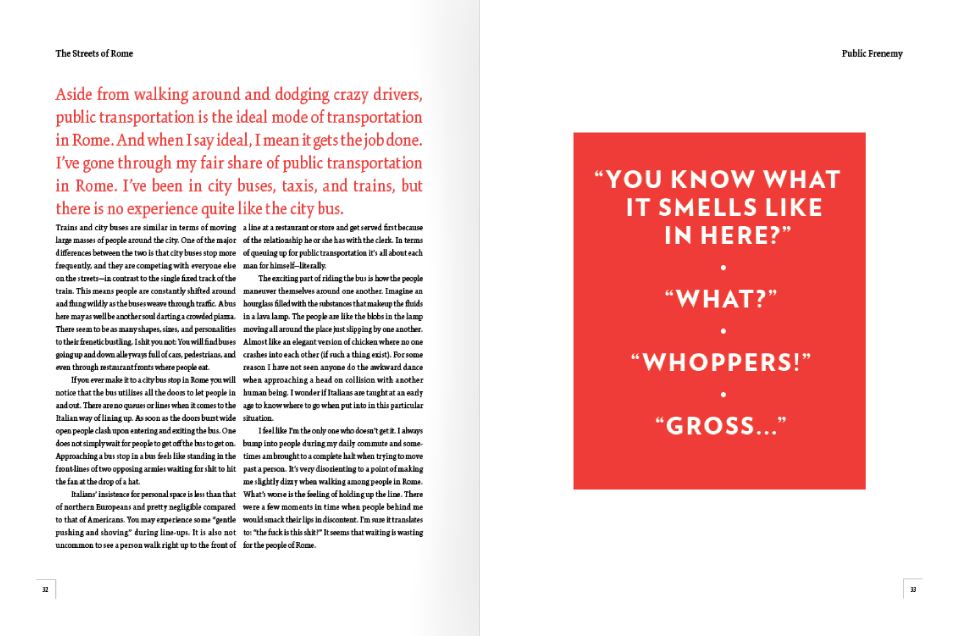 The Streets of Rome
Aside from walking around and dodging crazy drivers,
public transportation is the ideal mode of transportation
in Rome. And when I say ideal, I mean it gets the job done.
I’ve gone through my fair share of public transportation
in Rome. I’ve been in city buses, taxis, and trains, but
there is no experience quite like the city bus.
Trains and city buses are similar in terms of moving
large masses of people around the city. One of the major
differences between the two is that city buses stop more
frequently, and they are competing with everyone else
on the streets—in contrast to the single fixed track of the
train. This means people are constantly shifted around
and flung wildly as the buses weave through traffic. A bus
here may as well be another soul darting a crowded piazza.
There seem to be as many shapes, sizes, and personalities
to their frenetic bustling. I shit you not: You will find buses
going up and down alleyways full of cars, pedestrians, and
even through restaurant fronts where people eat.
If you ever make it to a city bus stop in Rome you will
notice that the bus utilizes all the doors to let people in
and out. There are no queues or lines when it comes to the
Italian way of lining up. As soon as the doors burst wide
open people clash upon entering and exiting the bus. One
does not simply wait for people to get off the bus to get on.
Approaching a bus stop in a bus feels like standing in the
front-lines of two opposing armies waiting for shit to hit
the fan at the drop of a hat.
Italians’ insistence for personal space is less than that
of northern Europeans and pretty negligible compared
to that of Americans. You may experience some “gentle
pushing and shoving” during line-ups. It is also not
uncommon to see a person walk right up to the front of
a line at a restaurant or store and get served first because
of the relationship he or she has with the clerk. In terms
of queuing up for public transportation it’s all about each
man for himself—literally.
The exciting part of riding the bus is how the people
maneuver themselves around one another. Imagine an
hourglass filled with the substances that makeup the fluids
in a lava lamp. The people are like the blobs in the lamp
moving all around the place just slipping by one another.
Almost like an elegant version of chicken where no one
crashes into each other (if such a thing exist). For some
reason I have not seen anyone do the awkward dance
when approaching a head on collision with another
human being. I wonder if Italians are taught at an early
age to know where to go when put into in this particular
situation.
I feel like I’m the only one who doesn’t get it. I always
bump into people during my daily commute and some-
times am brought to a complete halt when trying to move
past a person. It’s very disorienting to a point of making
me slightly dizzy when walking among people in Rome.
What’s worse is the feeling of holding up the line. There
were a few moments in time when people behind me
would smack their lips in discontent. I’m sure it translates
to: “the fuck is this shit?” It seems that waiting is wasting
for the people of Rome.
32
Public Frenemy
“YOU KNOW WHAT
IT SMELLS LIKE
IN HERE?”
•
“WHAT?”
•
“WHOPPERS!”
•
“GROSS...”
33